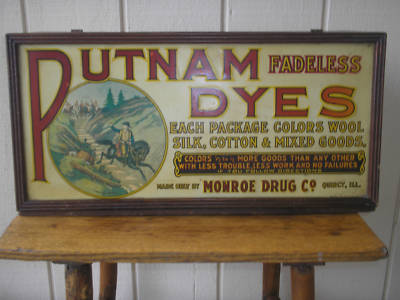 PUTNAM FADELESS
DYES
EACH PACKAGE COLORS WOOL
SILK, COTTON & MIXED GOODS.
COLORS MORE GOODS THAN ANY OTHER
WITH LESS TROUBLE, LESS WORK AND NO FAILURES
IF YOU FOLLOW DIRECTIONS
MADE ONLY BY MONROE DRUG CO QUINCY, ILL.